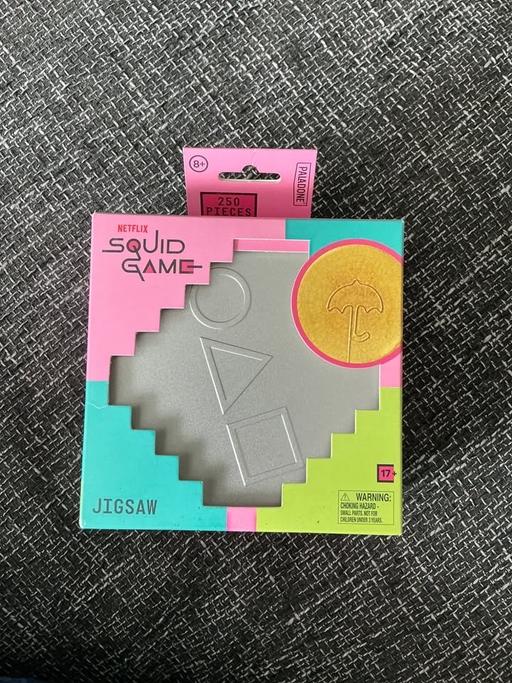 8+
PALADONE
250
PIECES
NETFLIX
SQUID
GAME
17+
JIGSAW
WARNING:
CHOKING HAZARD -
SMALL PARTS. NOT FOR
CHILDREN UNDER 3 YEARS.